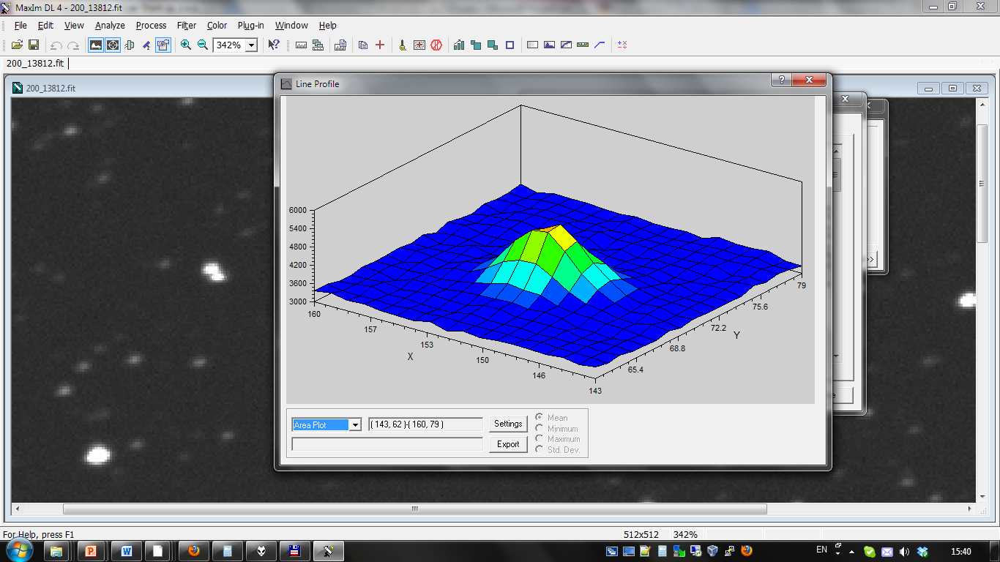 MaxIm DL 4 - 200_13812.fit
File Edit View Analyze Process Filter Color Plug-in Window Help
342%
200_13812.fit
200_13812.fit
Line Profile
6000
5400
4800
4200
3600
3000
160
157
153
150
146
143
X
65.4
68.8
72.2
75.6
79
Y
>>
e
Area Plot
( 143, 62 )-( 160, 79 )
Settings
Export
Mean
Minimum
Maximum
Std. Dev.
For Help, press F1
512x512 342%
EN
15:40